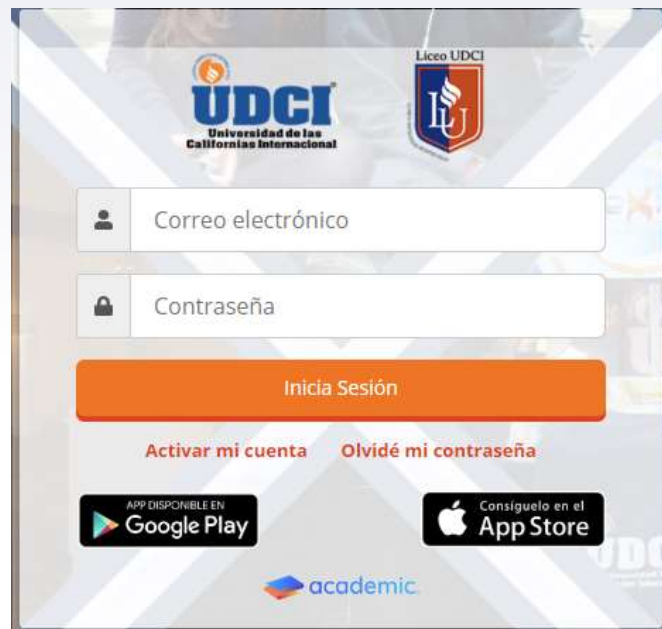 Liceo UDCI
UDCI
Universidad de las
Californias Internacional
LU
Correo electrónico
Contraseña
Inicia Sesión
Activar mi cuenta Olvidé mi contraseña
APP DISPONIBLE EN
Google Play
Consíguelo en el
App Store
academic